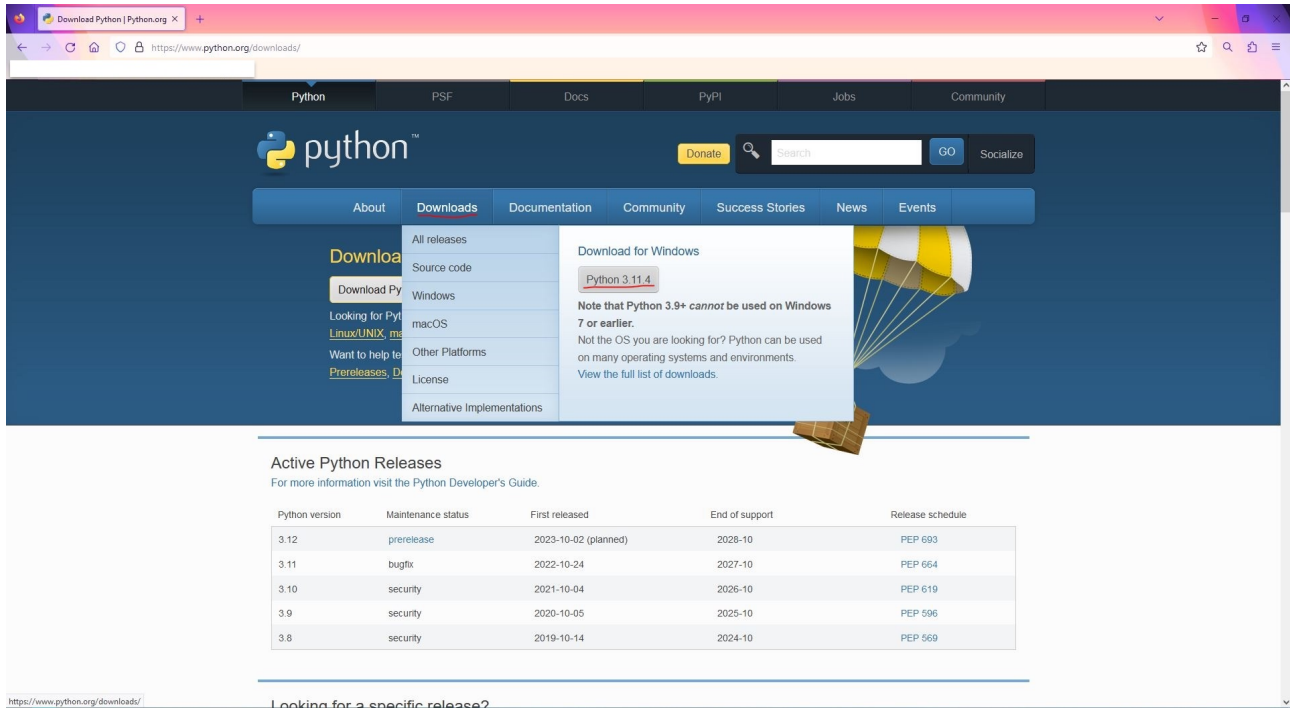 Download Python | Python.org
https://www.python.org/downloads/
Python PSF Docs PyPI Jobs Community
python™
Donate Search GO Socialize
About Downloads Documentation Community Success Stories News Events
Downloa
Download Py
Looking for Pyt
Linux/UNIX, ma
Want to help te
Prereleases, D
All releases
Source code
Windows
macOS
Other Platforms
License
Alternative Implementations
Download for Windows
Python 3.11.4
Note that Python 3.9+ cannot be used on Windows
7 or earlier.
Not the OS you are looking for? Python can be used
on many operating systems and environments.
View the full list of downloads.
Active Python Releases
For more information visit the Python Developer's Guide.
Python version Maintenance status First released End of support Release schedule
3.12 prerelease 2023-10-02 (planned) 2028-10 PEP 693
3.11 bugfix 2022-10-24 2027-10 PEP 664
3.10 security 2021-10-04 2026-10 PEP 619
3.9 security 2020-10-05 2025-10 PEP 596
3.8 security 2019-10-14 2024-10 PEP 569
Looking for a specific release?
https://www.python.org/downloads/